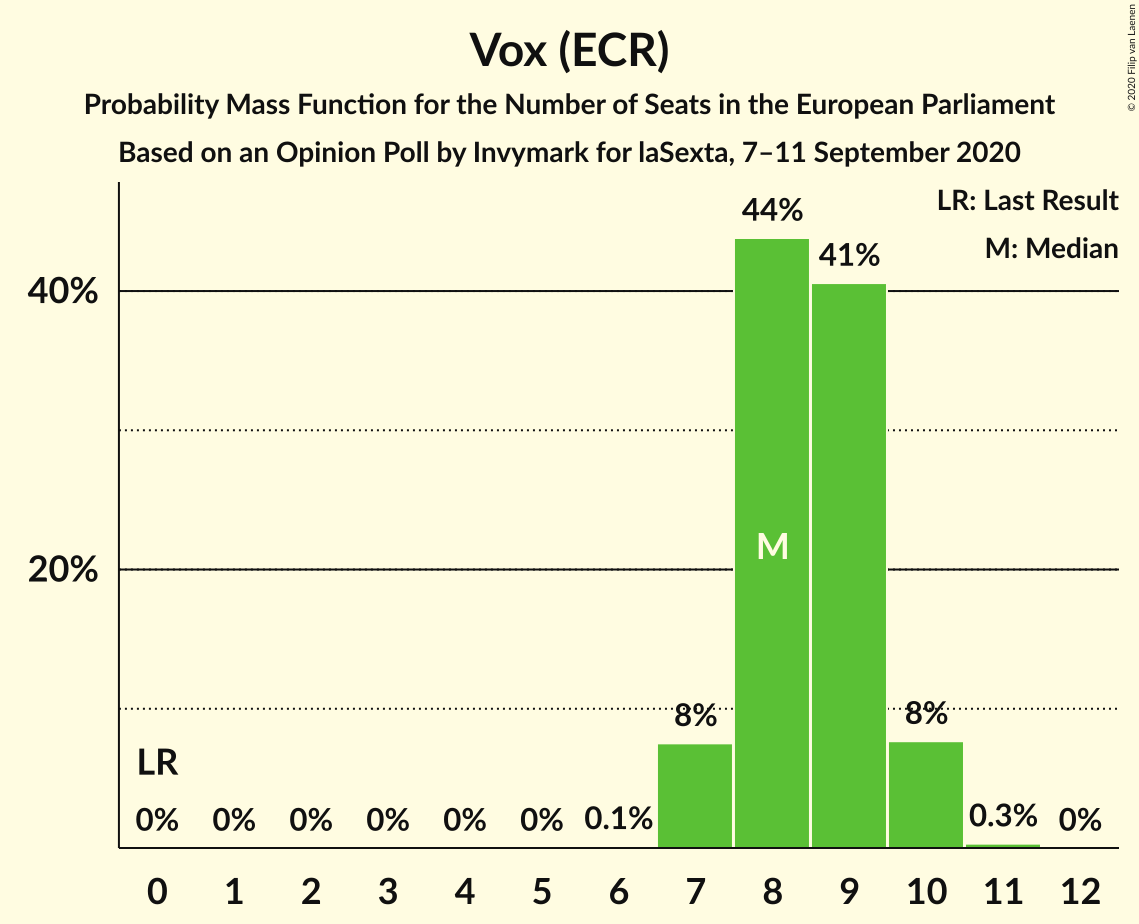 Vox (ECR)
Probability Mass Function for the Number of Seats in the European Parliament
Based on an Opinion Poll by Invymark for laSexta, 7–11 September 2020
© 2020 Filip van Laenen
LR: Last Result
M: Median
44%
41%
40%
20%
M
8%
8%
LR
0% 0% 0% 0% 0% 0% 0.1% 0.3% 0%
0 1 2 3 4 5 6 7 8 9 10 11 12